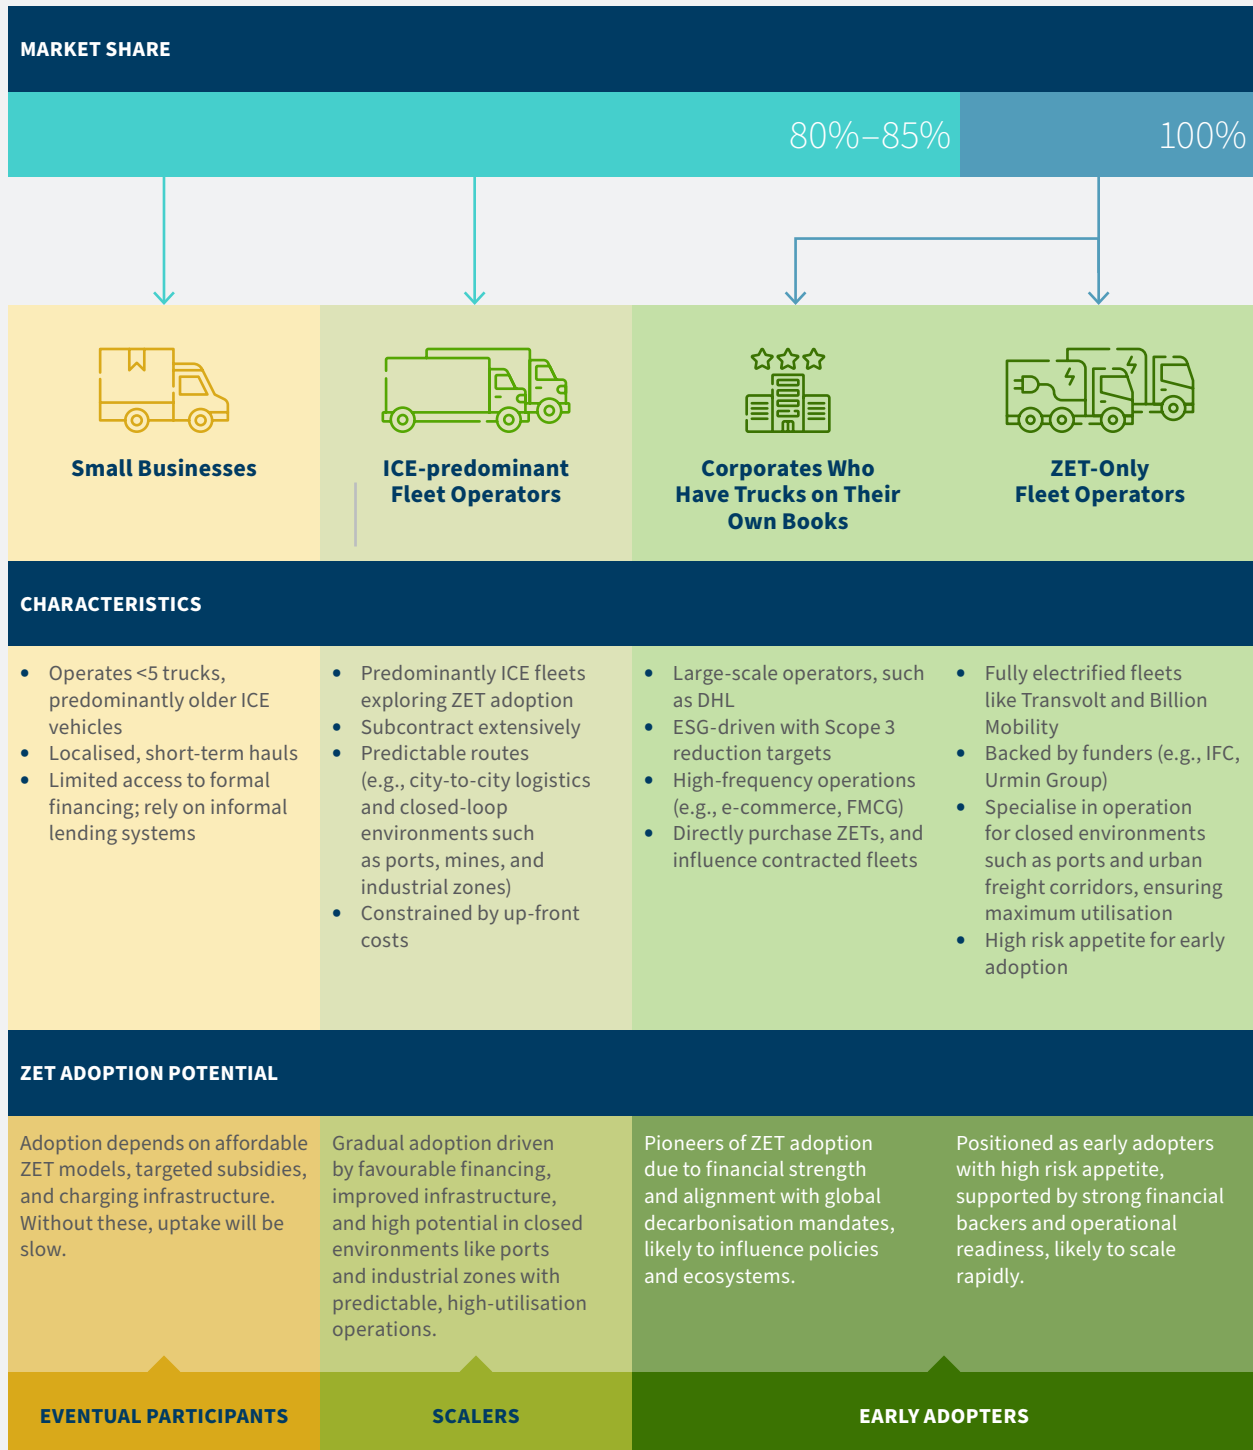 MARKET SHARE
80%–85%
100%
Small Businesses
ICE-predominant
Fleet Operators
Corporates Who
Have Trucks on Their
Own Books
ZET-Only
Fleet Operators
CHARACTERISTICS
• Operates <5 trucks,
predominantly older ICE
vehicles
• Localised, short-term hauls
• Limited access to formal
financing; rely on informal
lending systems
• Predominantly ICE fleets
exploring ZET adoption
• Subcontract extensively
• Predictable routes
(e.g., city-to-city logistics
and closed-loop
environments such
as ports, mines, and
industrial zones)
• Constrained by up-front
costs
• Large-scale operators, such
as DHL
• ESG-driven with Scope 3
reduction targets
• High-frequency operations
(e.g., e-commerce, FMCG)
• Directly purchase ZETs, and
influence contracted fleets
• Fully electrified fleets
like Transvolt and Billion
Mobility
• Backed by funders (e.g., IFC,
Urmin Group)
• Specialise in operation
for closed environments
such as ports and urban
freight corridors, ensuring
maximum utilisation
• High risk appetite for early
adoption
ZET ADOPTION POTENTIAL
Adoption depends on affordable
ZET models, targeted subsidies,
and charging infrastructure.
Without these, uptake will be
slow.
Gradual adoption driven
by favourable financing,
improved infrastructure,
and high potential in closed
environments like ports
and industrial zones with
predictable, high-utilisation
operations.
Pioneers of ZET adoption
due to financial strength
and alignment with global
decarbonisation mandates,
likely to influence policies
and ecosystems.
Positioned as early adopters
with high risk appetite,
supported by strong financial
backers and operational
readiness, likely to scale
rapidly.
EVENTUAL PARTICIPANTS
SCALERS
EARLY ADOPTERS